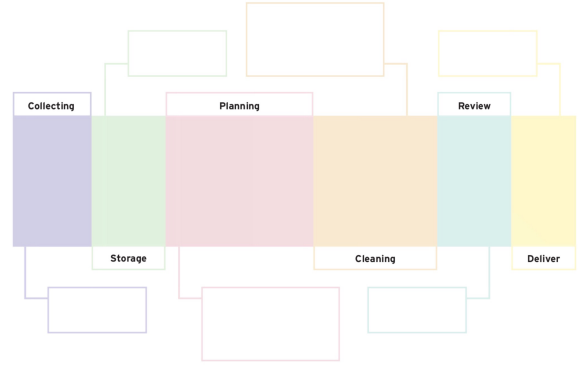 Collecting
Planning
Review
Storage
Cleaning
Deliver